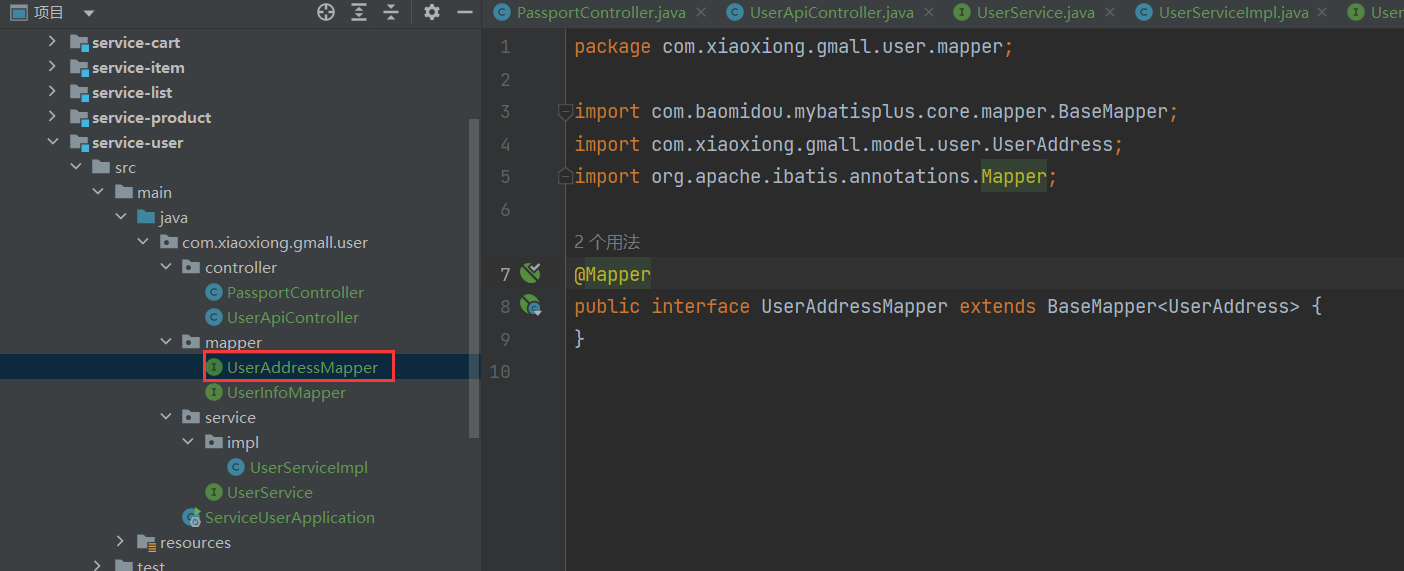 项目
service-cart
service-item
service-list
service-product
service-user
src
main
java
com.xiaoxiong.gmall.user
controller
PassportController
UserApiController
mapper
UserAddressMapper
UserInfoMapper
service
impl
UserServiceImpl
UserService
ServiceUserApplication
resources
test
PassportController.java
UserApiController.java
UserService.java
UserServiceImpl.java
User
1 package com.xiaoxiong.gmall.user.mapper;
2
3 import com.baomidou.mybatisplus.core.mapper.BaseMapper;
4 import com.xiaoxiong.gmall.model.user.UserAddress;
5 import org.apache.ibatis.annotations.Mapper;
6
2 个用法
7 @Mapper
8 public interface UserAddressMapper extends BaseMapper<UserAddress> {
9 }
10